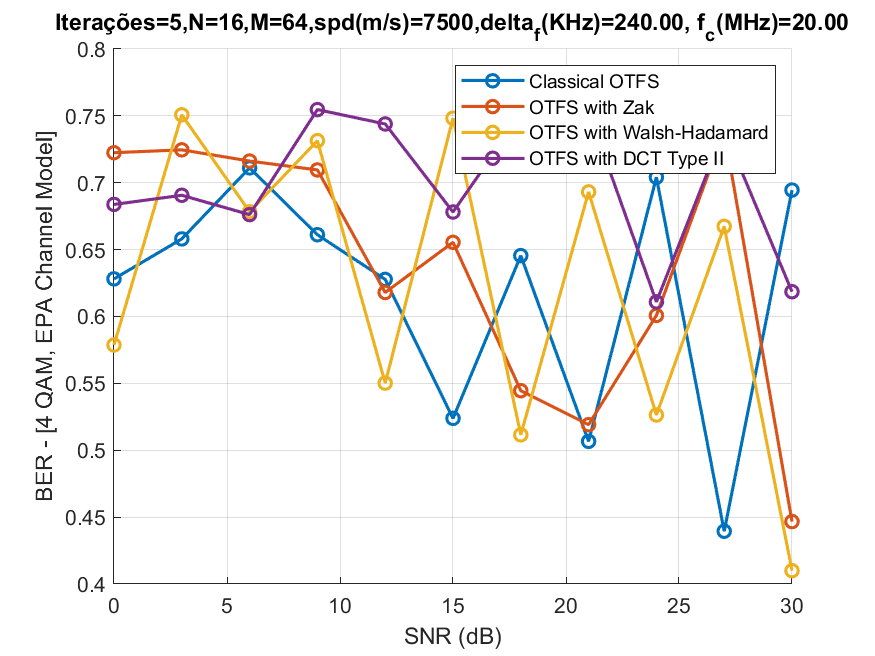 Iterações=5,N=16,M=64,spd(m/s)=7500,delta_f(KHz)=240.00, f_c(MHz)=20.00
0.8
0.75
0.7
0.65
0.6
0.55
0.5
0.45
0.4
BER - [4 QAM, EPA Channel Model]
Classical OTFS
OTFS with Zak
OTFS with Walsh-Hadamard
OTFS with DCT Type II
0 5 10 15 20 25 30
SNR (dB)